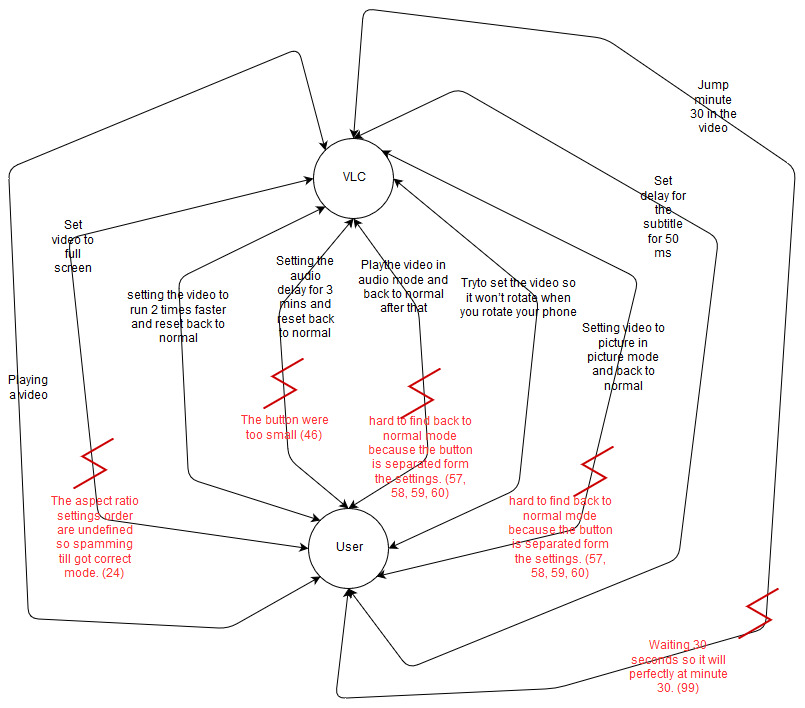 Jump
minute
30 in the
video
VLC
Set
delay for
the
subtitle
for 50
ms
Set
video to
full
screen
Setting the
audio
delay for 3
mins and
reset back
to normal
Playthe video in
audio mode and
back to normal
after that
Tryto set the video so
it won't rotate when
you rotate your phone
setting the video to
run 2 times faster
and reset back to
normal
Setting video to
picture in
picture mode
and back to
normal
Playing
a video
The button were
too small (46)
hard to find back to
normal mode
because the button
is separated form
the settings. (57,
58, 59, 60)
The aspect ratio
settings order
are undefined
so spamming
till got correct
mode. (24)
hard to find back to
normal mode
because the button
is separated form
the settings. (57,
58, 59, 60)
User
Waiting 30
seconds so it will
perfectly at minute
30. (99)